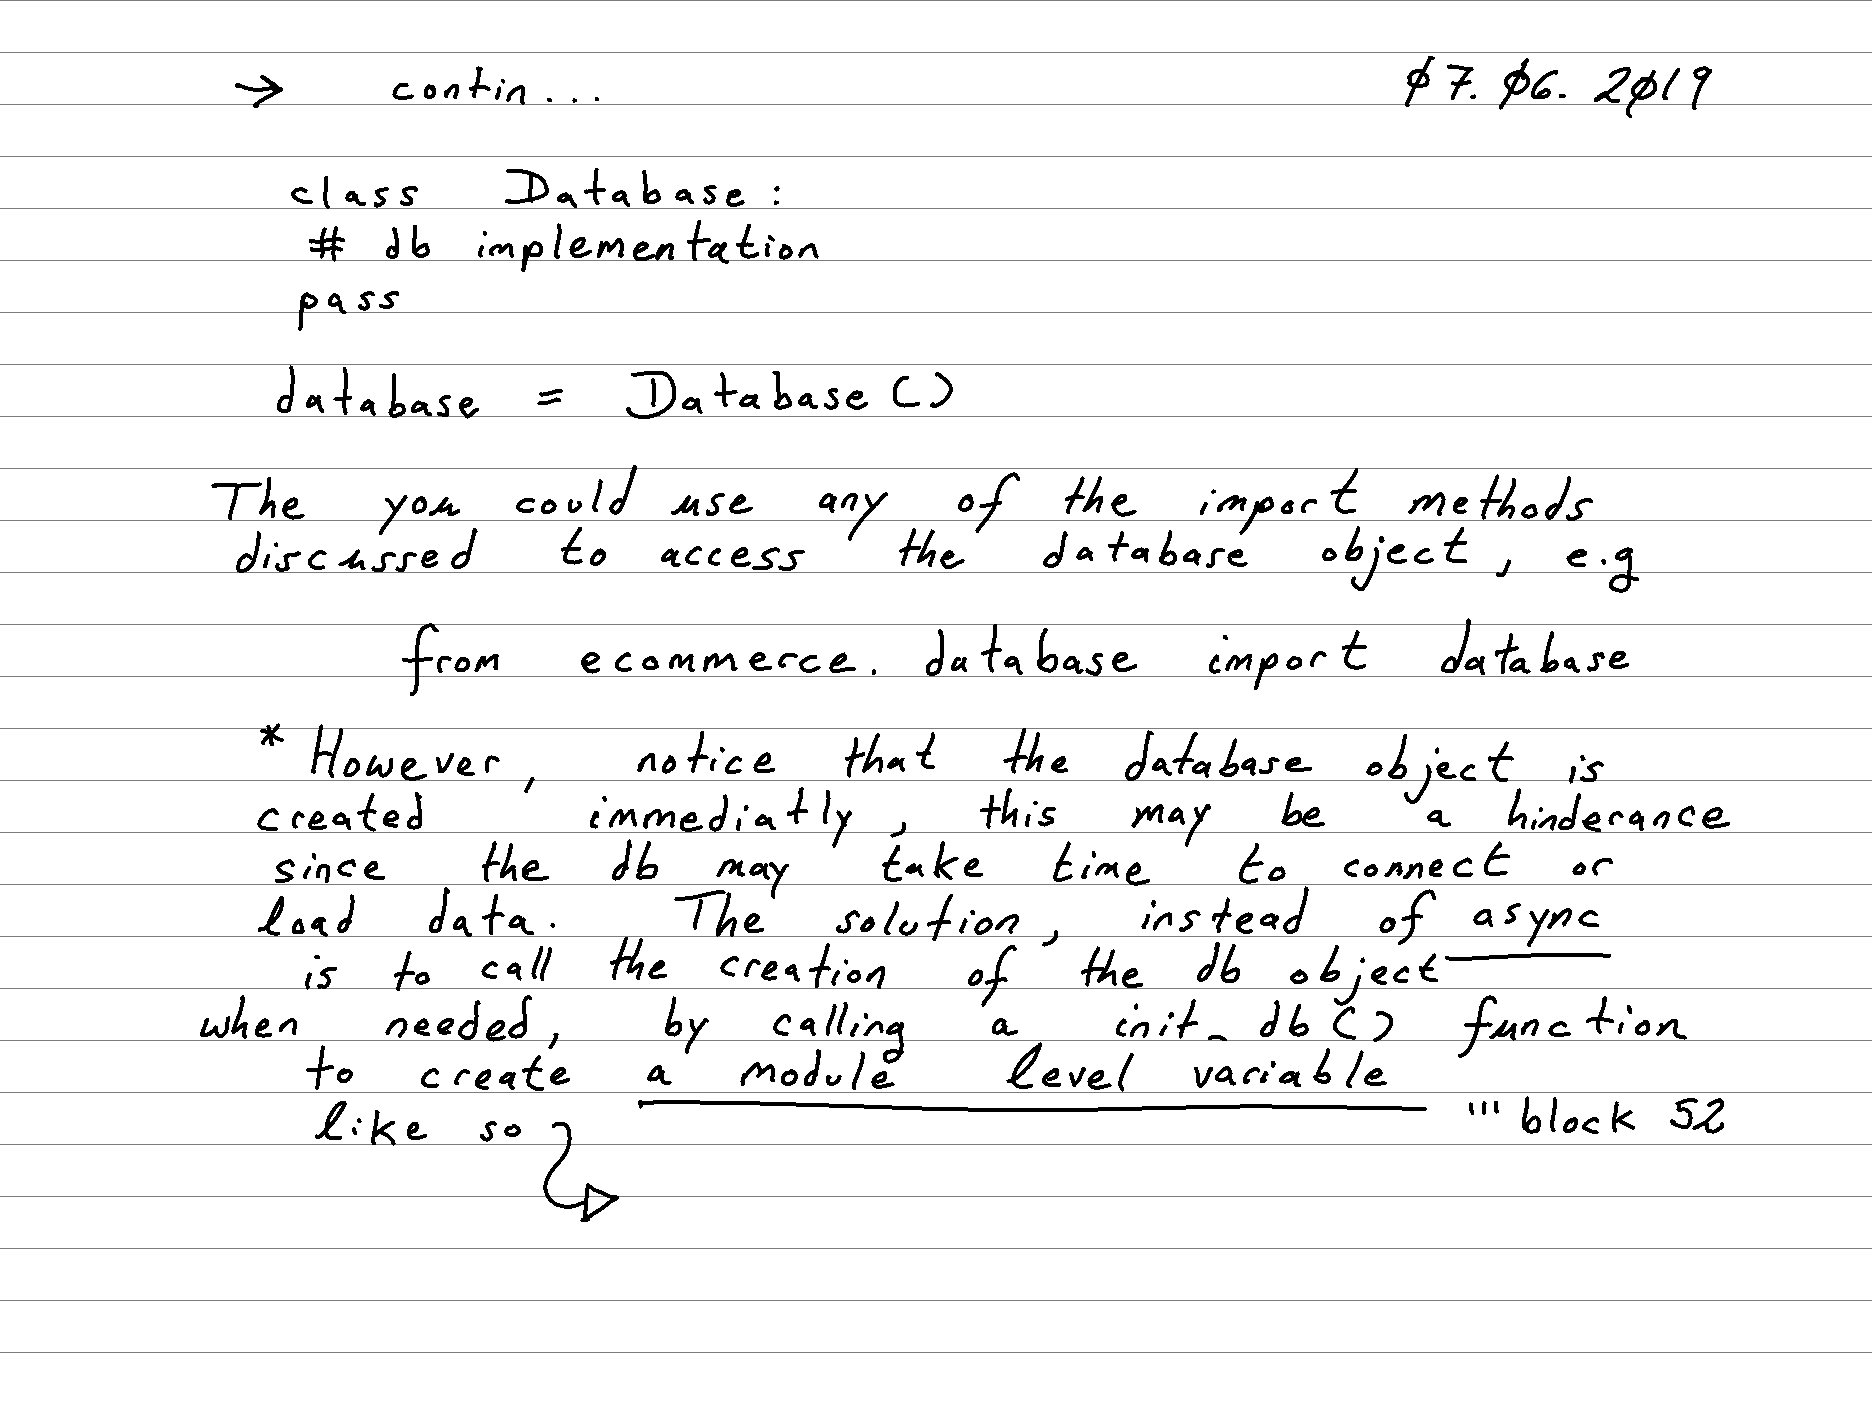 → contin... 07.06.2019
class Database:
# db implementation
pass
database = Database()
The you could use any of the import methods
discussed to access the database object, e.g
from ecommerce.database import database
* However, notice that the database object is
created immediatly, this may be a hinderance
since the db may take time to connect or
load data. The solution, instead of async
is to call the creation of the db object
when needed, by calling a init_db() function
to create a module level variable
like so ''' block 52